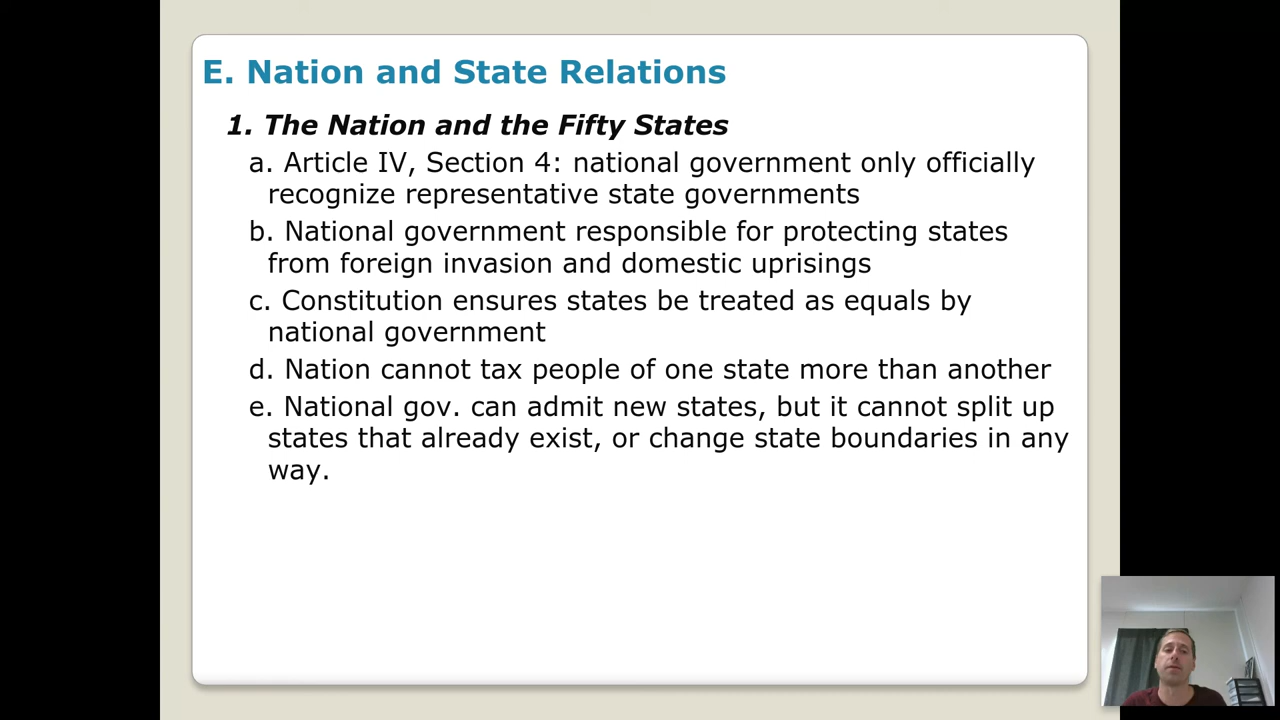 E. Nation and State Relations
1. The Nation and the Fifty States
a. Article IV, Section 4: national government only officially
recognize representative state governments
b. National government responsible for protecting states
from foreign invasion and domestic uprisings
c. Constitution ensures states be treated as equals by
national government
d. Nation cannot tax people of one state more than another
e. National gov. can admit new states, but it cannot split up
states that already exist, or change state boundaries in any
way.